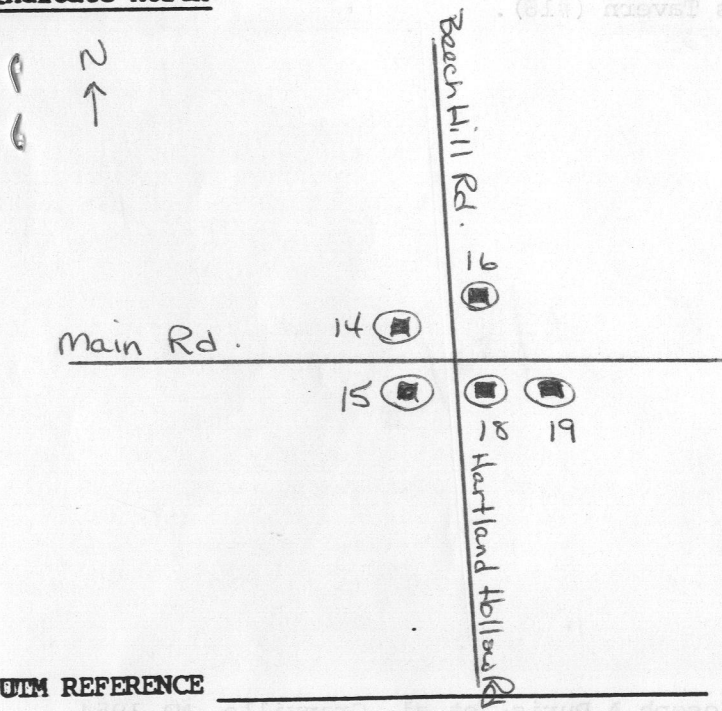 N
Beech Hill Rd.
16
14
Main Rd.
15
18 19
Hartland Hollow Rd
UTM REFERENCE